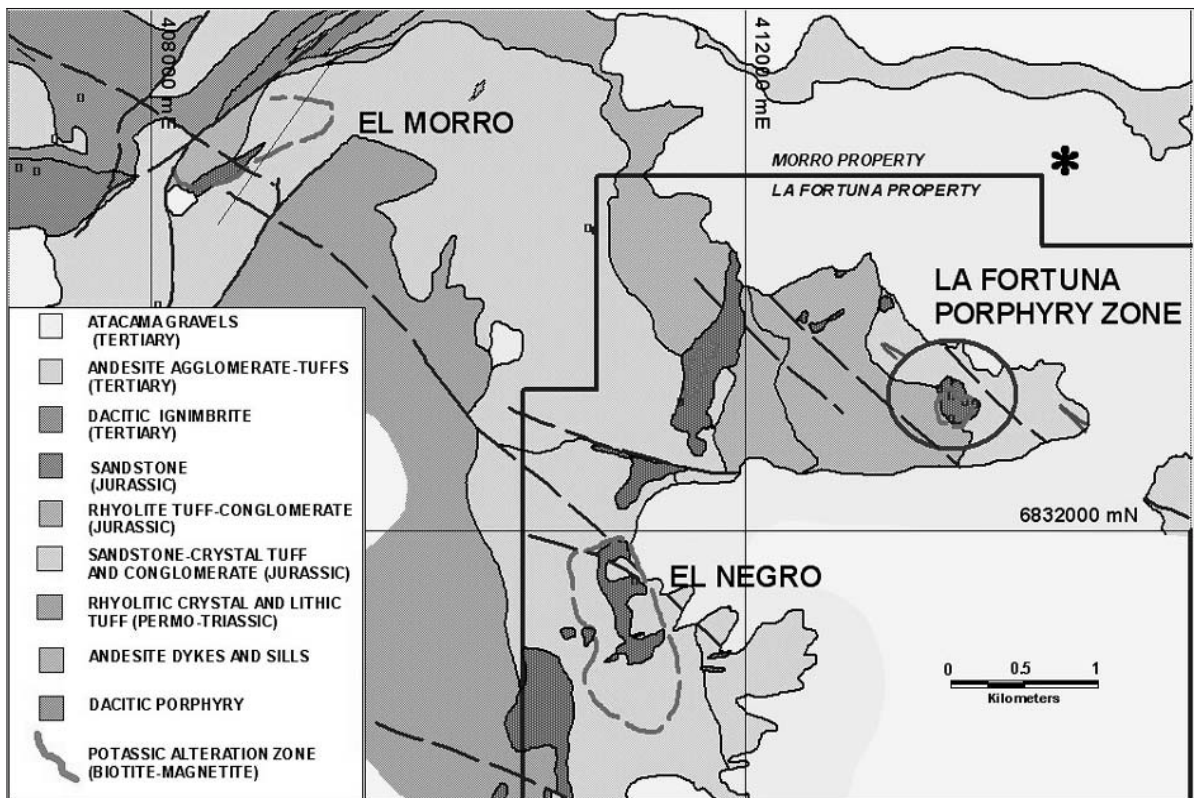 408000 mE
412000 mE
EL MORRO
MORRO PROPERTY
LA FORTUNA PROPERTY
*
LA FORTUNA
PORPHYRY ZONE
6832000 mN
EL NEGRO
0 0.5 1
Kilometers
ATACAMA GRAVELS
(TERTIARY)
ANDESITE AGGLOMERATE-TUFFS
(TERTIARY)
DACITIC IGNIMBRITE
(TERTIARY)
SANDSTONE
(JURASSIC)
RHYOLITE TUFF-CONGLOMERATE
(JURASSIC)
SANDSTONE-CRYSTAL TUFF
AND CONGLOMERATE (JURASSIC)
RHYOLITIC CRYSTAL AND LITHIC
TUFF (PERMO-TRIASSIC)
ANDESITE DYKES AND SILLS
DACITIC PORPHYRY
POTASSIC ALTERATION ZONE
(BIOTITE-MAGNETITE)